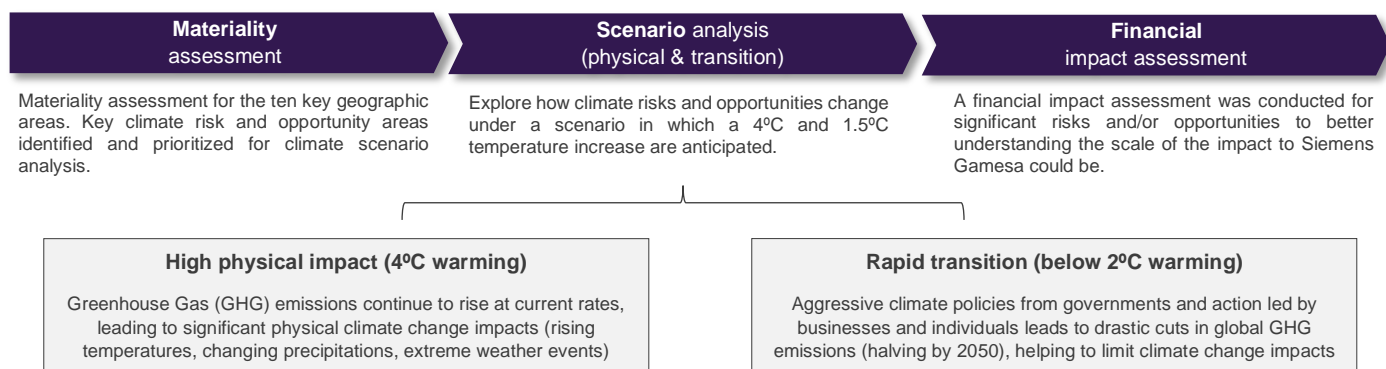 Materiality
assessment
Scenario analysis
(physical & transition)
Financial
impact assessment
Materiality assessment for the ten key geographic
areas. Key climate risk and opportunity areas
identified and prioritized for climate scenario
analysis.
Explore how climate risks and opportunities change
under a scenario in which a 4ºC and 1.5ºC
temperature increase are anticipated.
A financial impact assessment was conducted for
significant risks and/or opportunities to better
understanding the scale of the impact to Siemens
Gamesa could be.
High physical impact (4ºC warming)
Greenhouse Gas (GHG) emissions continue to rise at current rates,
leading to significant physical climate change impacts (rising
temperatures, changing precipitations, extreme weather events)
Rapid transition (below 2ºC warming)
Aggressive climate policies from governments and action led by
businesses and individuals leads to drastic cuts in global GHG
emissions (halving by 2050), helping to limit climate change impacts